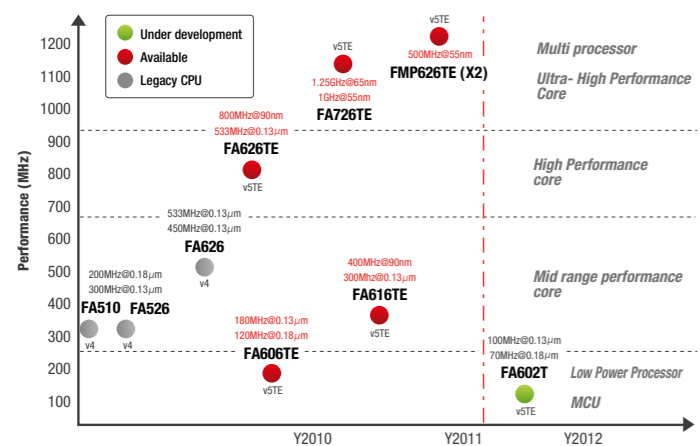 Under development
Available
Legacy CPU
Performance (MHz)
1200
1100
1000
900
800
700
600
500
400
300
200
100
v5TE
500MHz@55nm
FMP626TE (X2)
v5TE
1.25GHz@65nm
1GHz@55nm
FA726TE
Multi processor
Ultra- High Performance
Core
800MHz@90nm
533MHz@0.13μm
FA626TE
v5TE
High Performance
core
533MHz@0.13μm
450MHz@0.13μm
FA626
v4
200MHz@0.18μm
300MHz@0.13μm
FA510 FA526
v4 v4
400MHz@90nm
300Mhz@0.13μm
FA616TE
v5TE
Mid range performance
core
180MHz@0.13μm
120MHz@0.18μm
FA606TE
v5TE
100MHz@0.13μm
70MHz@0.18μm
FA602T
v5TE
Low Power Processor
MCU
Y2010 Y2011 Y2012